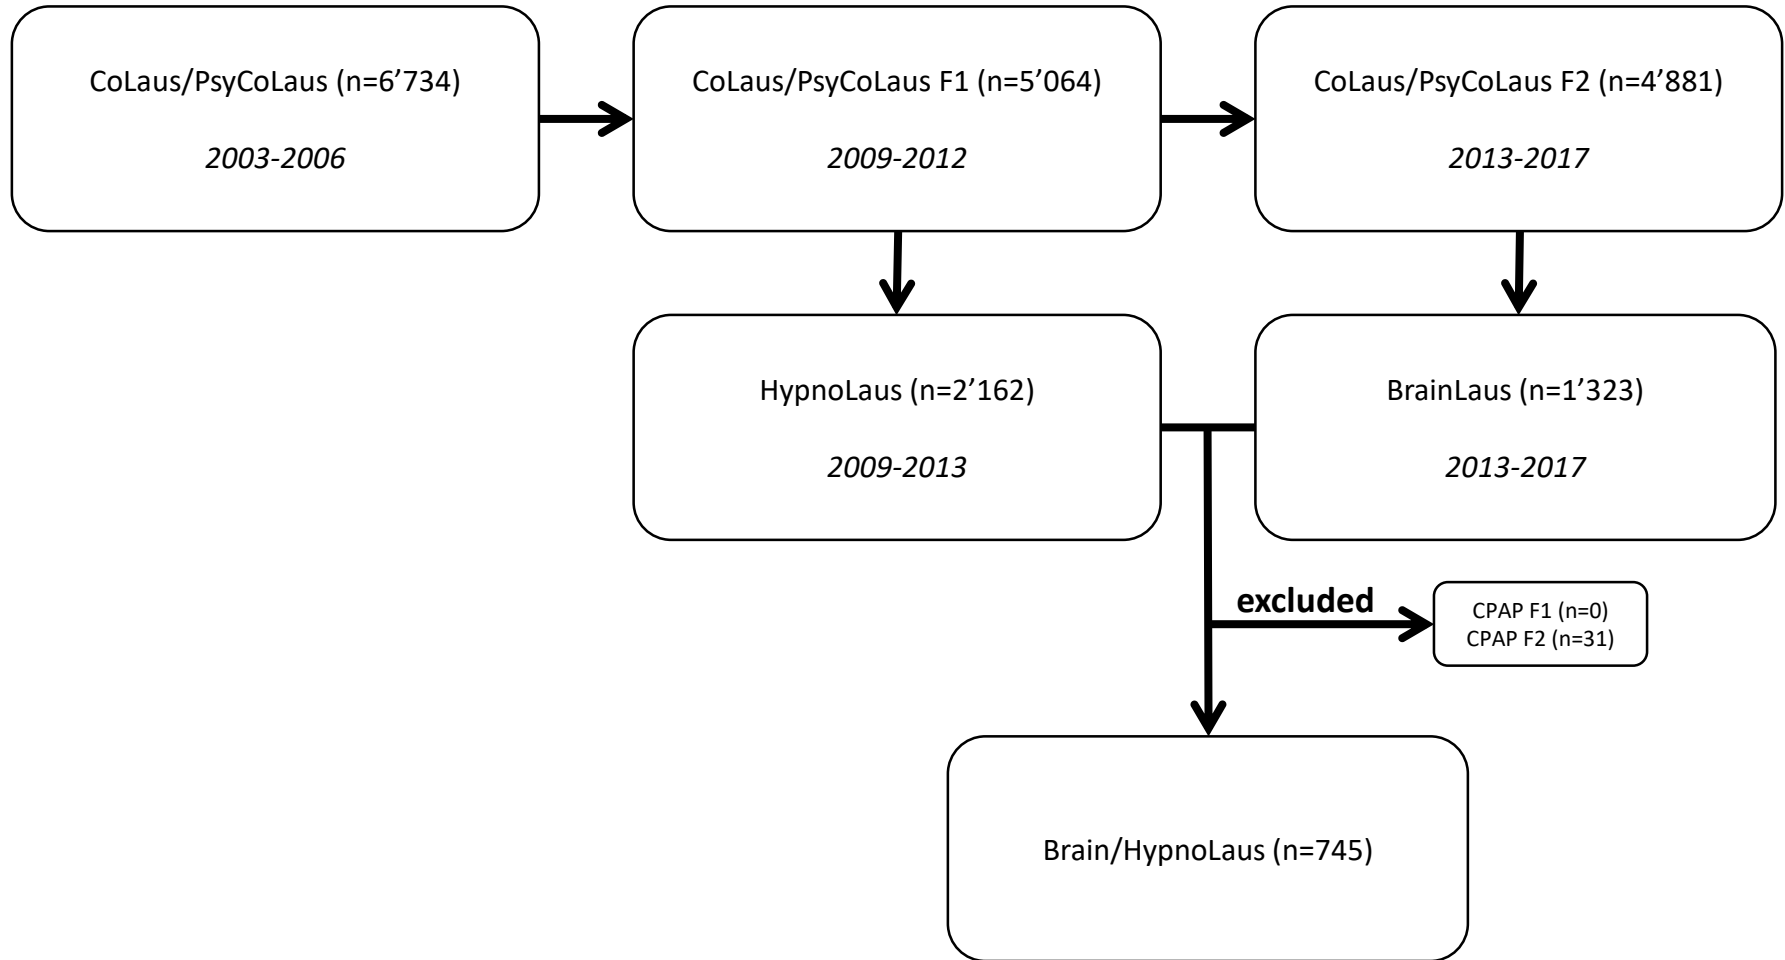 CoLaus/PsyCoLaus (n=6’734)
2003-2006
CoLaus/PsyCoLaus F1 (n=5’064)
2009-2012
CoLaus/PsyCoLaus F2 (n=4’881)
2013-2017
HypnoLaus (n=2’162)
2009-2013
BrainLaus (n=1’323)
2013-2017
excluded
CPAP F1 (n=0)
CPAP F2 (n=31)
Brain/HypnoLaus (n=745)